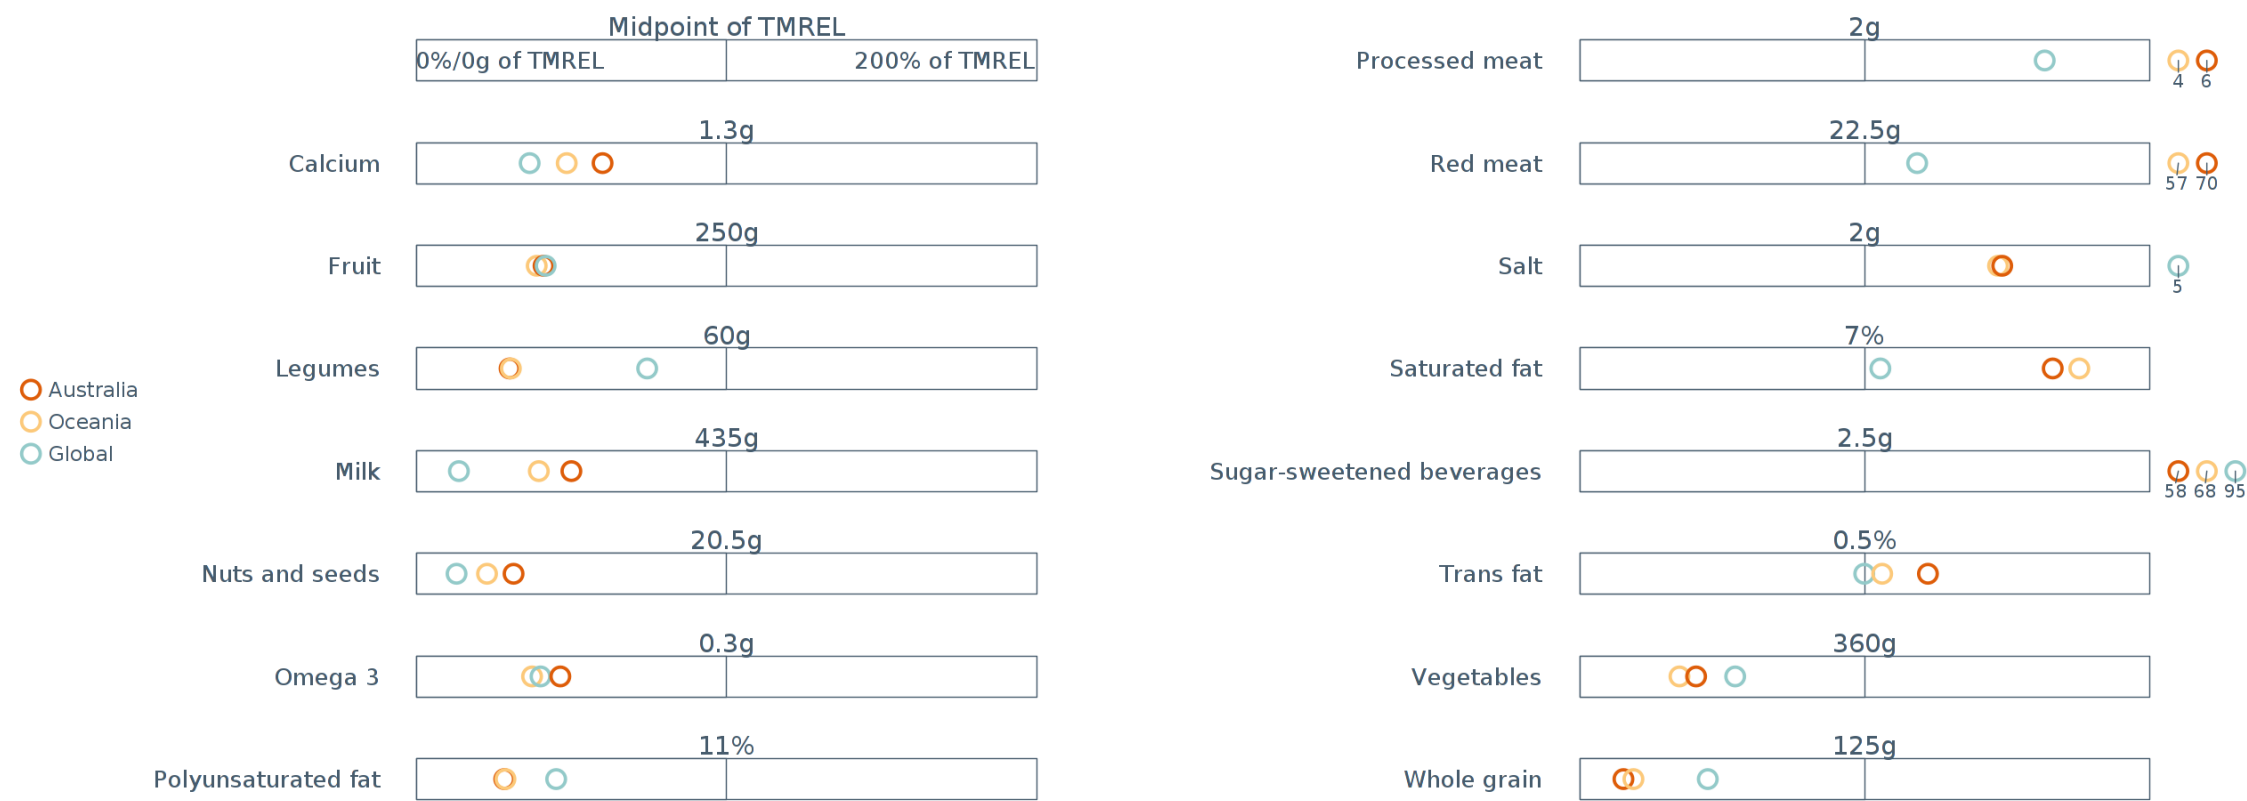 Midpoint of TMREL
0%/0g of TMREL 200% of TMREL
Calcium 1.3g
Fruit 250g
Legumes 60g
Milk 435g
Nuts and seeds 20.5g
Omega 3 0.3g
Polyunsaturated fat 11%
Australia
Oceania
Global
Processed meat 2g
4 6
Red meat 22.5g
57 70
Salt 2g
5
Saturated fat 7%
Sugar-sweetened beverages 2.5g
58 68 95
Trans fat 0.5%
Vegetables 360g
Whole grain 125g